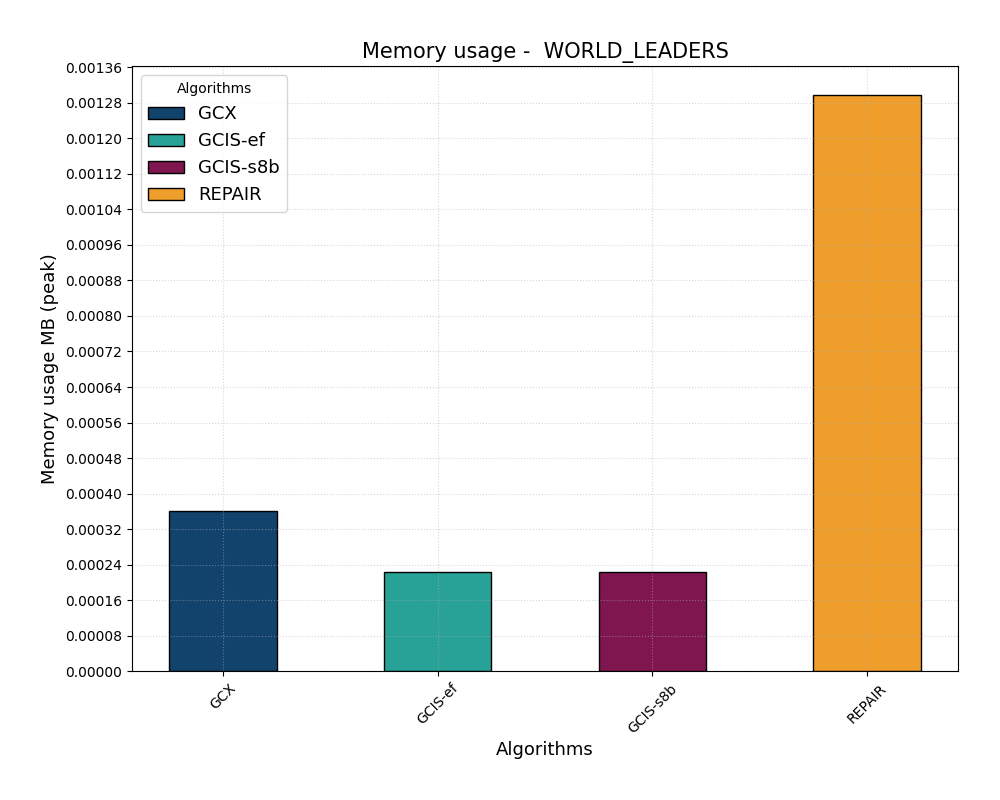 Memory usage -  WORLD_LEADERS
Memory usage MB (peak)
0.00136
0.00128
0.00120
0.00112
0.00104
0.00096
0.00088
0.00080
0.00072
0.00064
0.00056
0.00048
0.00040
0.00032
0.00024
0.00016
0.00008
0.00000
Algorithms
GCX
GCIS-ef
GCIS-s8b
REPAIR
GCX
GCIS-ef
GCIS-s8b
REPAIR
Algorithms